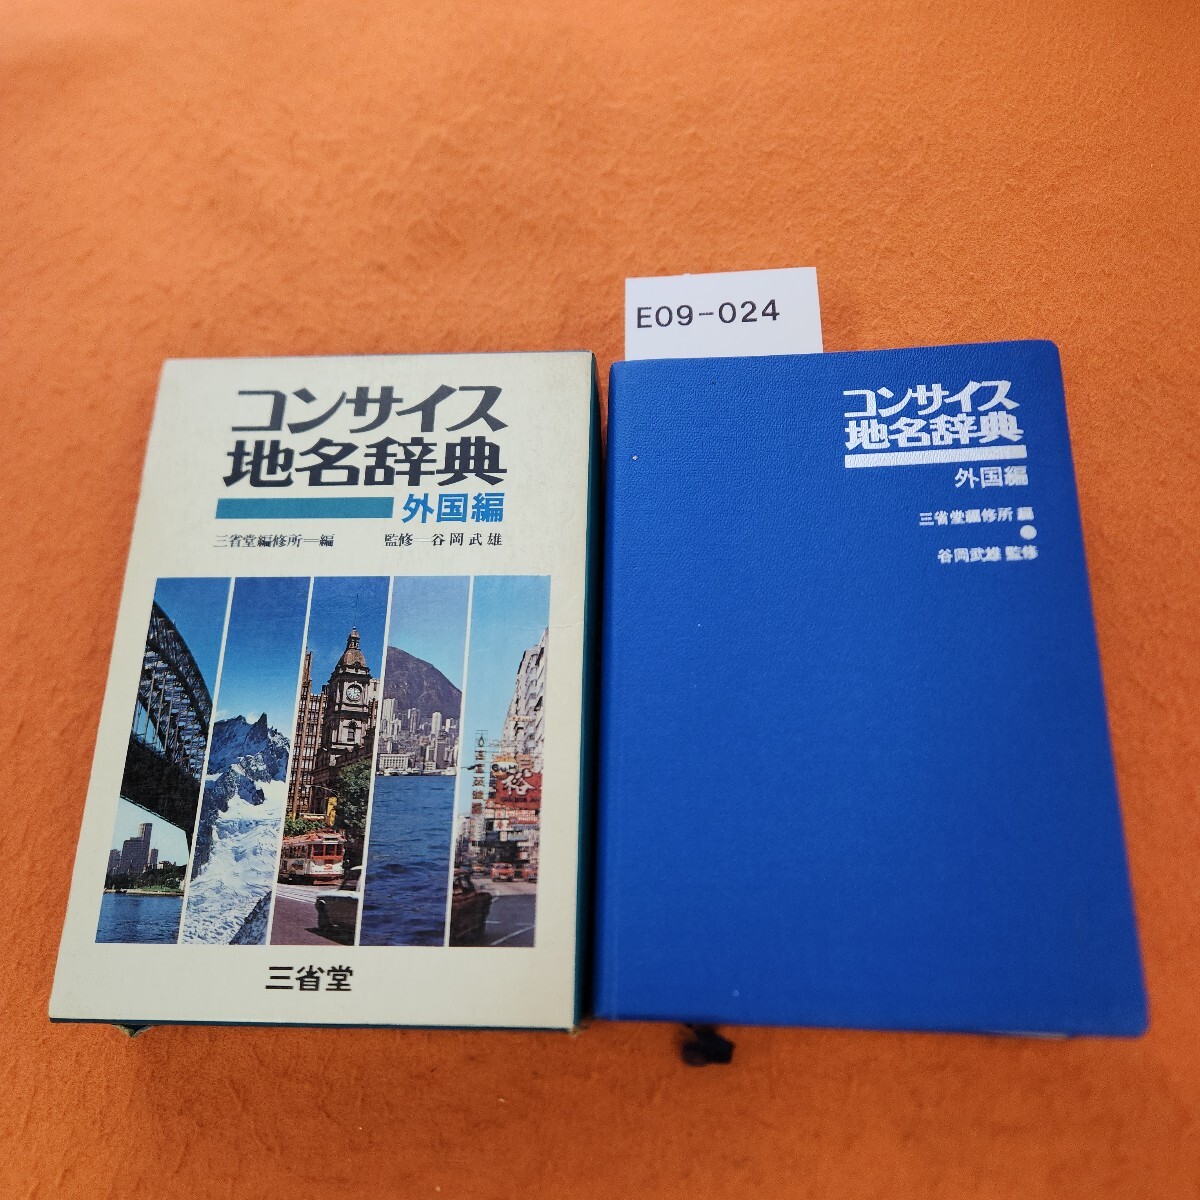 E09-024
コンサイス
地名辞典
外国編
三省堂編修所＝編 監修＝谷岡武雄
裕
三省堂
コンサイス
地名辞典
外国編
三省堂編修所 編
谷岡武雄 監修